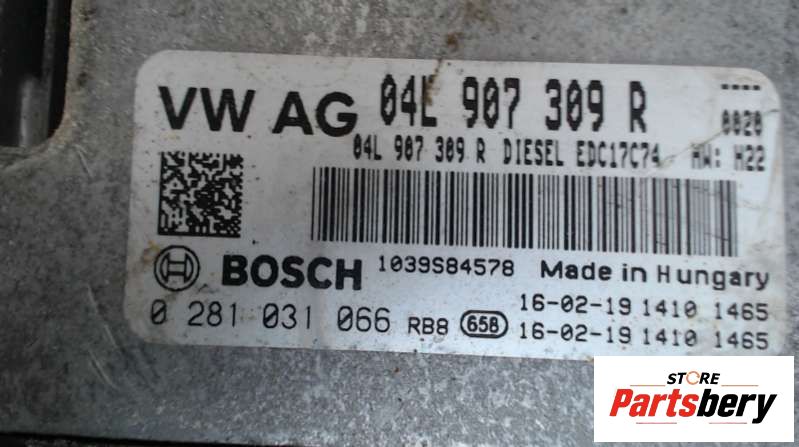 VW AG 04L 907 309 R ----
0020
04L 907 309 R DIESEL EDC17C74 HW: H22
BOSCH 1039S84578 Made in Hungary
0 281 031 066 RB8 658 16-02-19 1410 1465
16-02-19 1410 1465
STORE
Partsbery